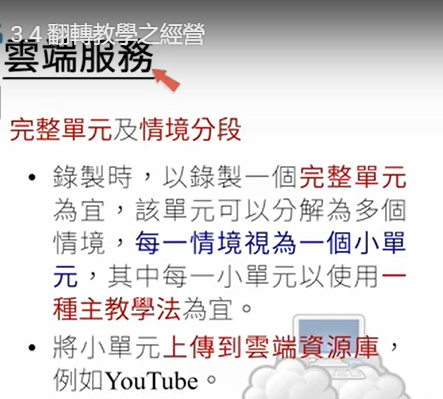 3.4 翻轉教學之經營
雲端服務
完整單元及情境分段
• 錄製時，以錄製一個完整單元
為宜，該單元可以分解為多個
情境，每一情境視為一個小單
元，其中每一小單元以使用一
種主教學法為宜。
• 將小單元上傳到雲端資源庫，
例如YouTube。